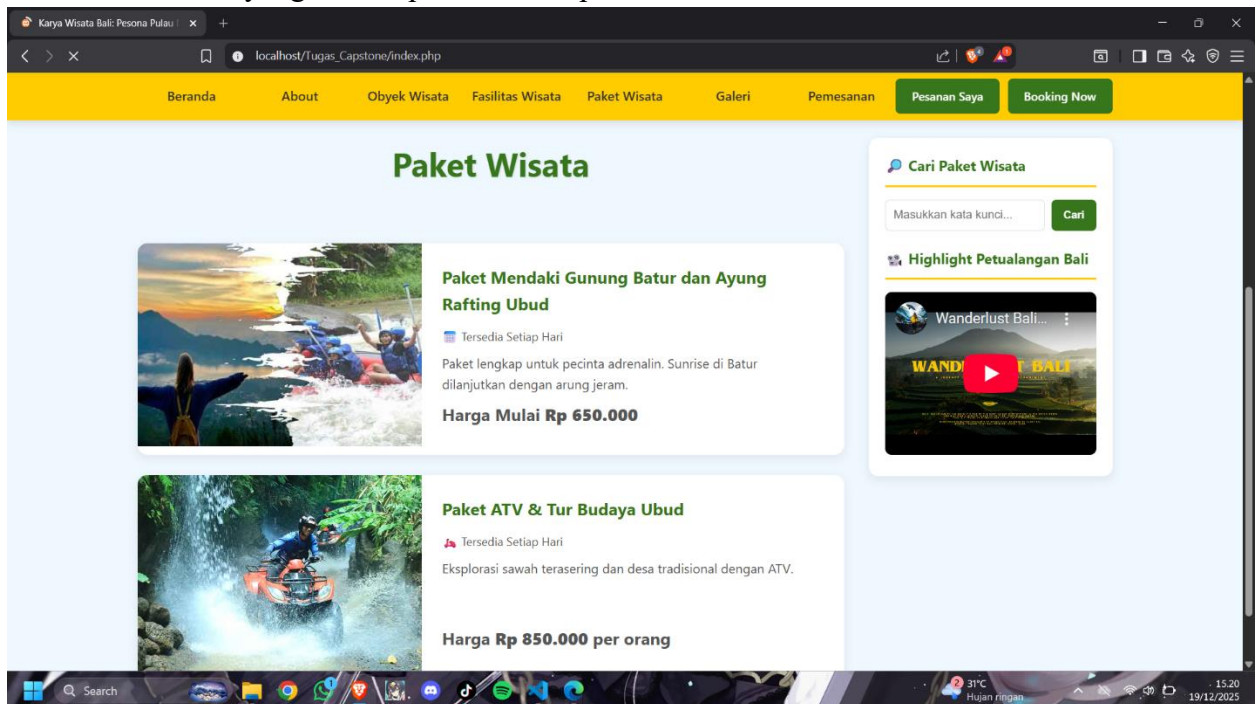 Karya Wisata Bali: Pesona Pulau
localhost/Tugas_Capstone/index.php
Beranda About Obyek Wisata Fasilitas Wisata Paket Wisata Galeri Pemesanan Pesanan Saya Booking Now
Paket Wisata
Paket Mendaki Gunung Batur dan Ayung
Rafting Ubud
Tersedia Setiap Hari
Paket lengkap untuk pecinta adrenalin. Sunrise di Batur
dilanjutkan dengan arung jeram.
Harga Mulai Rp 650.000
Paket ATV & Tur Budaya Ubud
Tersedia Setiap Hari
Eksplorasi sawah terasering dan desa tradisional dengan ATV.
Harga Rp 850.000 per orang
Cari Paket Wisata
Masukkan kata kunci... Cari
Highlight Petualangan Bali
Wanderlust Bali...
BALI
Search
2
31°C
Hujan ringan
15.20
19/12/2025